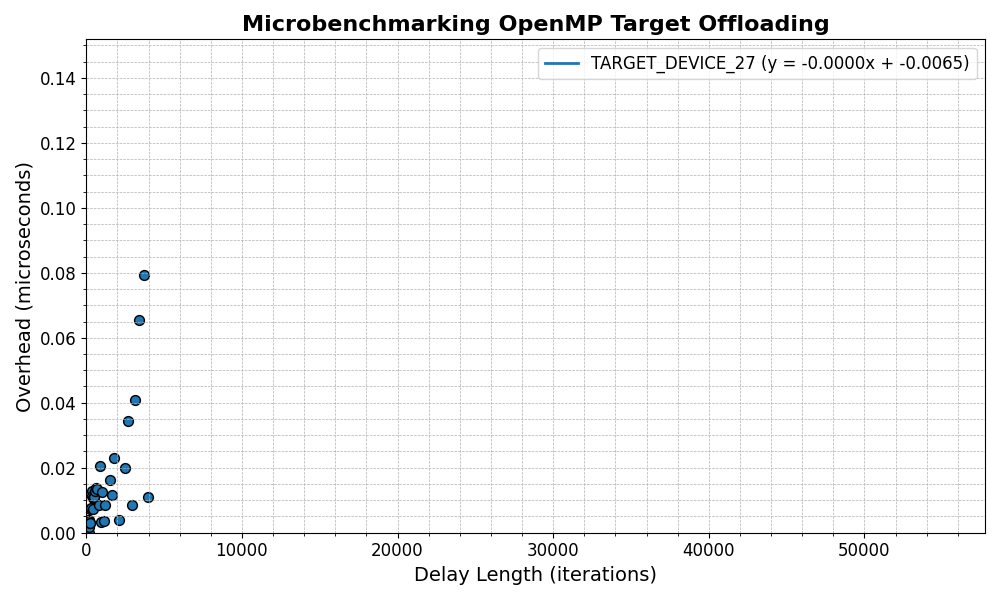 Microbenchmarking OpenMP Target Offloading
TARGET_DEVICE_27 (y = -0.0000x + -0.0065)
Overhead (microseconds)
0.14
0.12
0.10
0.08
0.06
0.04
0.02
0.00
0 10000 20000 30000 40000 50000
Delay Length (iterations)